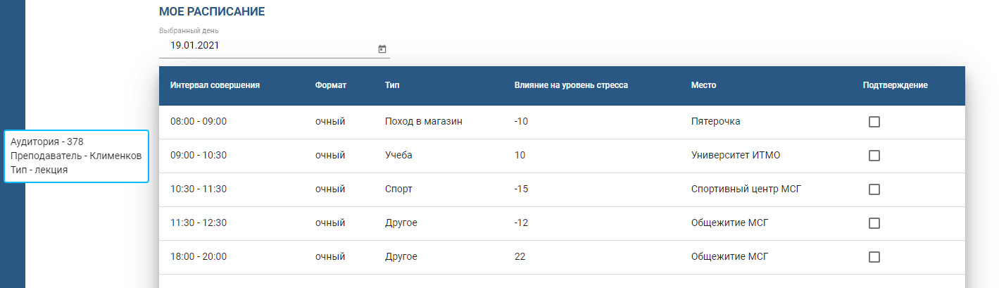 МОЕ РАСПИСАНИЕ
Выбранный день
19.01.2021
Интервал совершения Формат Тип Влияние на уровень стресса Место Подтверждение
08:00 - 09:00 очный Поход в магазин -10 Пятерочка
Аудитория - 378
Преподаватель - Клименков
Тип - лекция
09:00 - 10:30 очный Учеба 10 Университет ИТМО
10:30 - 11:30 очный Спорт -15 Спортивный центр МСГ
11:30 - 12:30 очный Другое -12 Общежитие МСГ
18:00 - 20:00 очный Другое 22 Общежитие МСГ